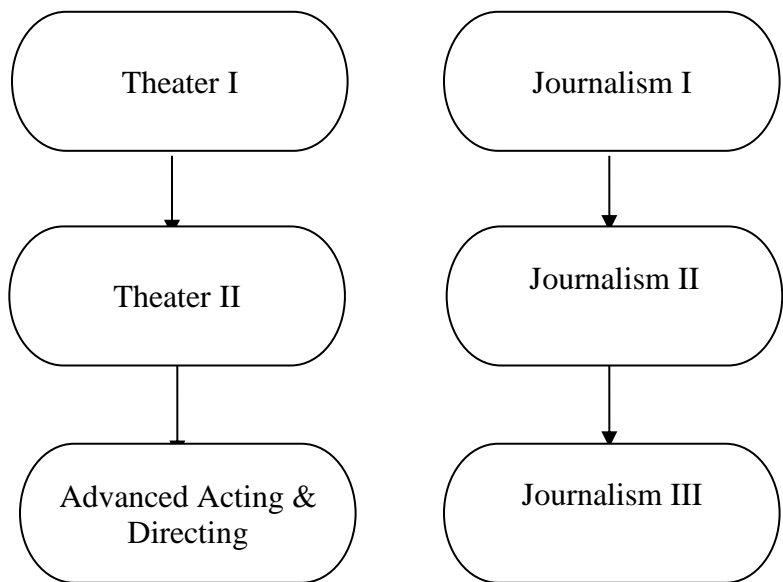 Theater I
Journalism I
Theater II
Journalism II
Advanced Acting &
Directing
Journalism III